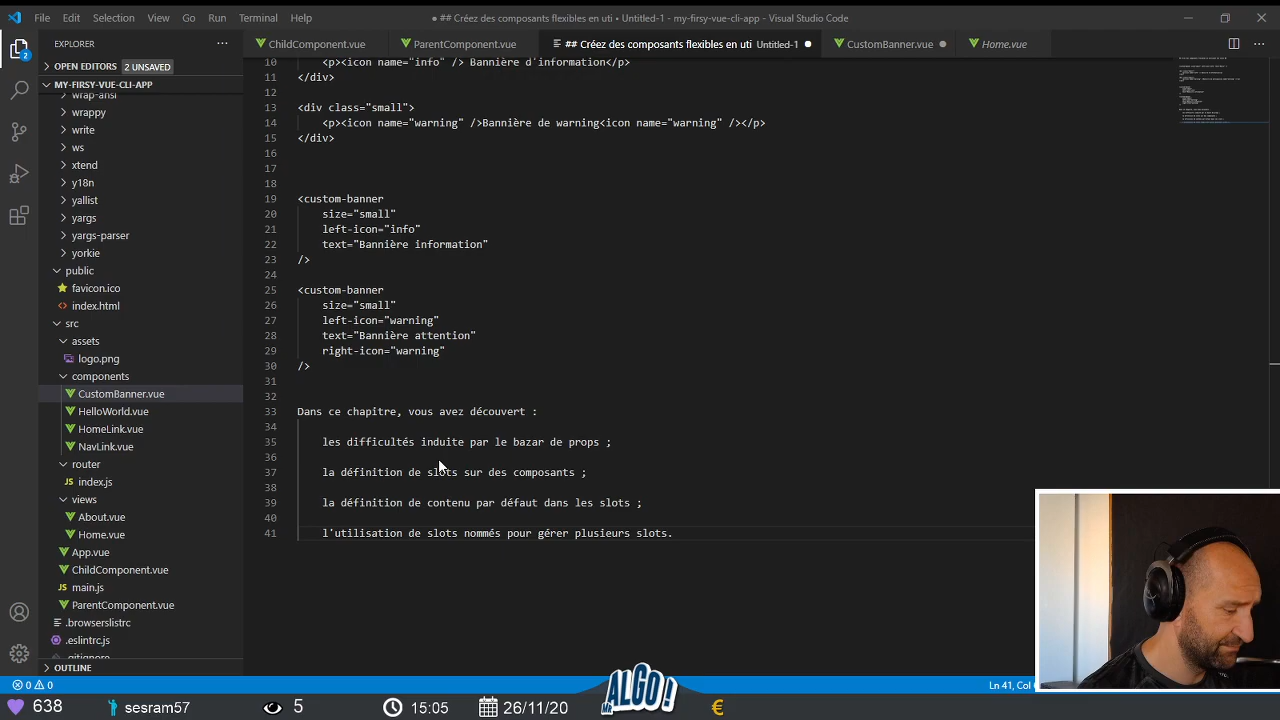 File Edit Selection View Go Run Terminal Help
● ## Créez des composants flexibles en uti • Untitled-1 - my-firsy-vue-cli-app - Visual Studio Code
EXPLORER
ChildComponent.vue
ParentComponent.vue
## Créez des composants flexibles en uti Untitled-1 ●
CustomBanner.vue ●
Home.vue
OPEN EDITORS 2 UNSAVED
MY-FIRSY-VUE-CLI-APP
wrap-ansi
wrappy
write
ws
xtend
y18n
yallist
yargs
yargs-parser
yorkie
public
favicon.ico
index.html
src
assets
logo.png
components
CustomBanner.vue
HelloWorld.vue
HomeLink.vue
NavLink.vue
router
index.js
views
About.vue
Home.vue
App.vue
ChildComponent.vue
main.js
ParentComponent.vue
.browserslistrc
.eslintrc.js
.gitignore
OUTLINE
2
10 <p><icon name="info" /> Bannière d'information</p>
11 </div>
12
13 <div class="small">
14 <p><icon name="warning" />Bannière de warning<icon name="warning" /></p>
15 </div>
16
17
18
19 <custom-banner
20 size="small"
21 left-icon="info"
22 text="Bannière information"
23 />
24
25 <custom-banner
26 size="small"
27 left-icon="warning"
28 text="Bannière attention"
29 right-icon="warning"
30 />
31
32
33 Dans ce chapitre, vous avez découvert :
34
35 les difficultés induite par le bazar de props ;
36
37 la définition de slots sur des composants ;
38
39 la définition de contenu par défaut dans les slots ;
40
41 l'utilisation de slots nommés pour gérer plusieurs slots.
0 0
Ln 41,
638
sesram57
5
Mr ALGO!
15:05
26/11/20
€